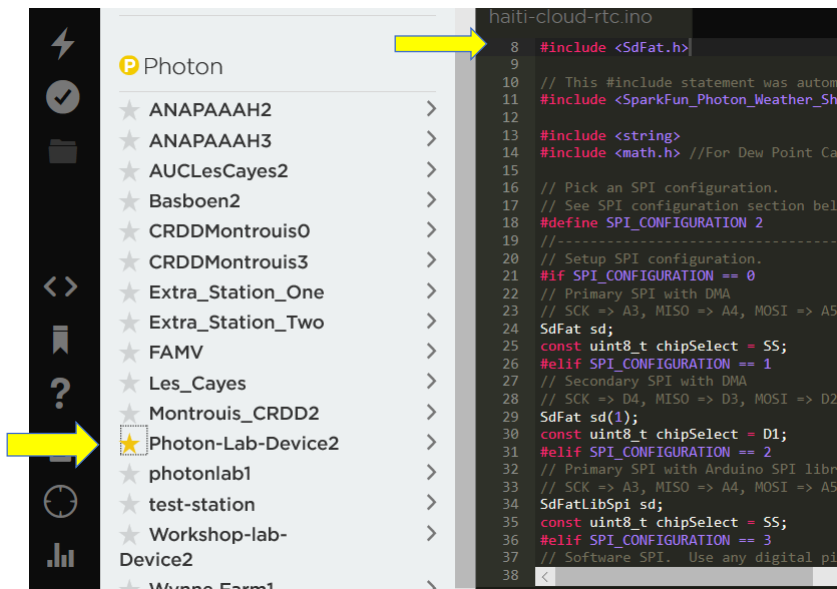 Photon
ANAPAAAH2
ANAPAAAH3
AUCLesCayes2
Basboen2
CRDDMontrouis0
CRDDMontrouis3
Extra_Station_One
Extra_Station_Two
FAMV
Les_Cayes
Montrouis_CRDD2
Photon-Lab-Device2
photonlab1
test-station
Workshop-lab-
Device2
Wynne Farm1
haiti-cloud-rtc.ino
8 #include <SdFat.h>
9
10 // This #include statement was autom
11 #include <SparkFun_Photon_Weather_Sh
12
13 #include <string>
14 #include <math.h> //For Dew Point Ca
15
16 // Pick an SPI configuration.
17 // See SPI configuration section bel
18 #define SPI_CONFIGURATION 2
19 //-----------------------------------
20 // Setup SPI configuration.
21 #if SPI_CONFIGURATION == 0
22 // Primary SPI with DMA
23 // SCK => A3, MISO => A4, MOSI => A5
24 SdFat sd;
25 const uint8_t chipSelect = SS;
26 #elif SPI_CONFIGURATION == 1
27 // Secondary SPI with DMA
28 // SCK => D4, MISO => D3, MOSI => D2
29 SdFat sd(1);
30 const uint8_t chipSelect = D1;
31 #elif SPI_CONFIGURATION == 2
32 // Primary SPI with Arduino SPI libr
33 // SCK => A3, MISO => A4, MOSI => A5
34 SdFatLibSpi sd;
35 const uint8_t chipSelect = SS;
36 #elif SPI_CONFIGURATION == 3
37 // Software SPI.  Use any digital pi
38